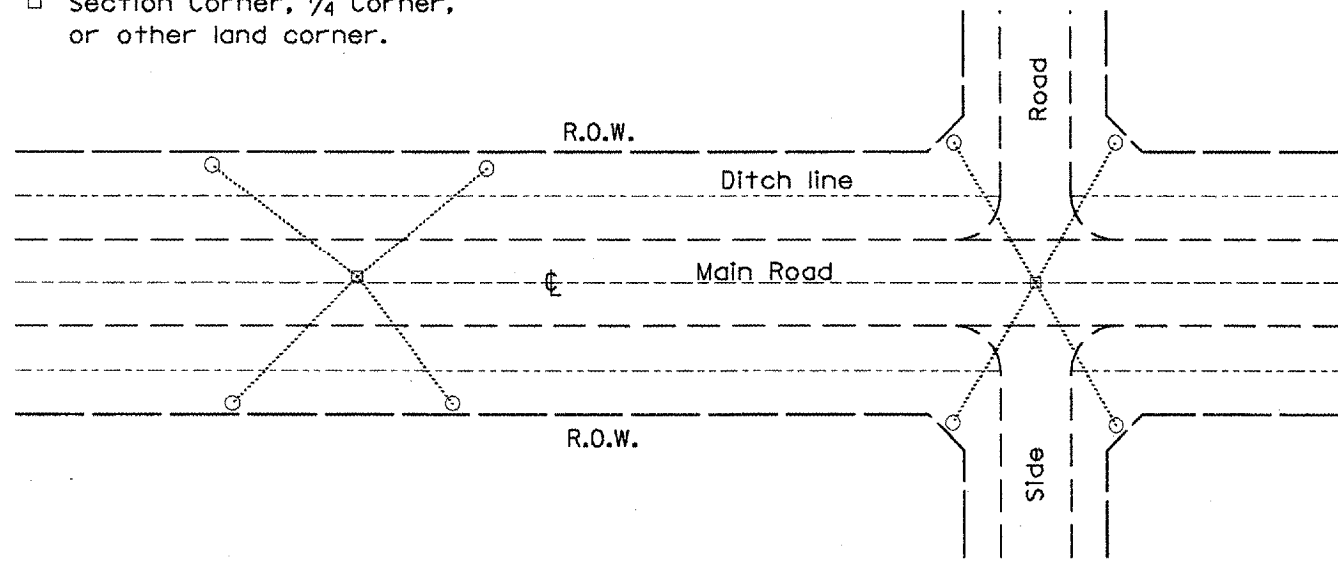 □ Section Corner, 1/4 Corner,
or other land corner.
Road
R.O.W.
Ditch line
Main Road
℄
R.O.W.
Side